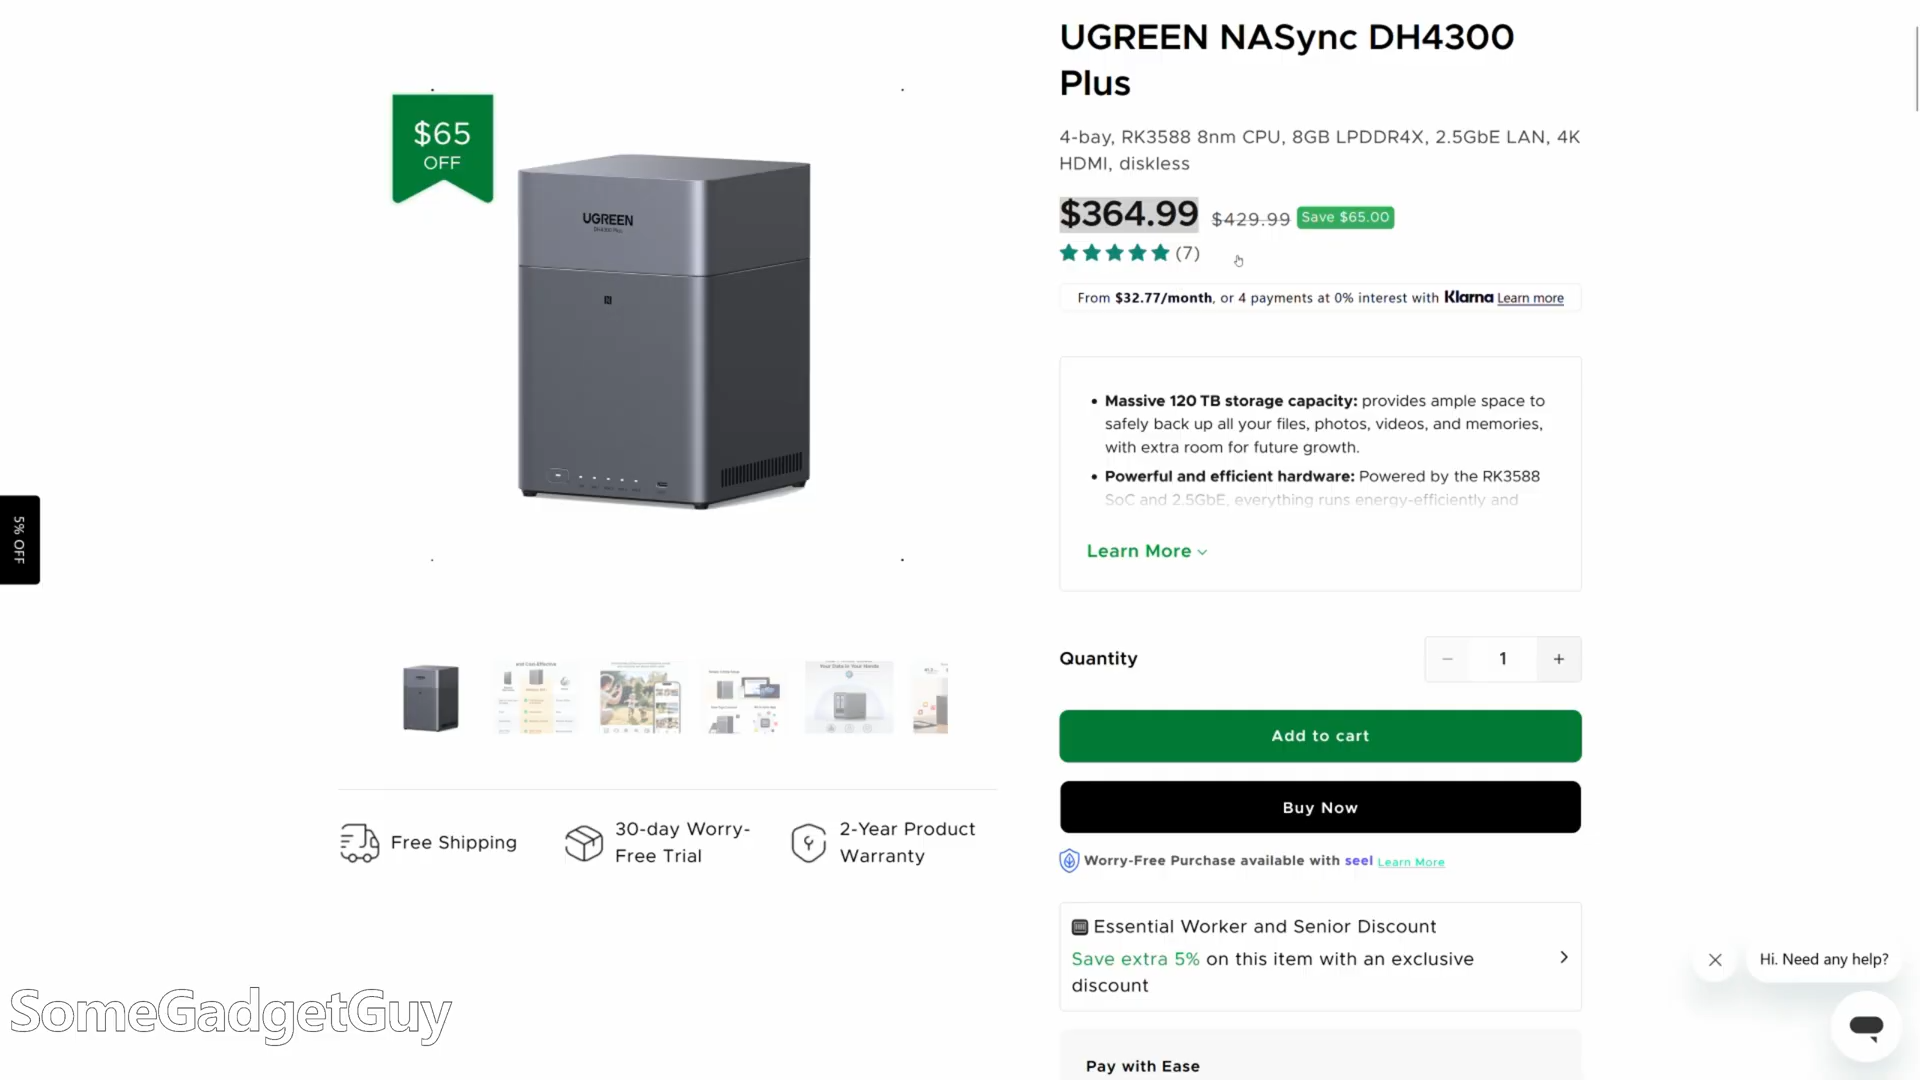 $65
OFF
UGREEN
DH4300 Plus
UGREEN NASync DH4300
Plus
4-bay, RK3588 8nm CPU, 8GB LPDDR4X, 2.5GbE LAN, 4K
HDMI, diskless
$364.99 $429.99 Save $65.00
(7)
From $32.77/month, or 4 payments at 0% interest with Klarna Learn more
• Massive 120 TB storage capacity: provides ample space to
safely back up all your files, photos, videos, and memories,
with extra room for future growth.
• Powerful and efficient hardware: Powered by the RK3588
SoC and 2.5GbE, everything runs energy-efficiently and
Learn More
5% OFF
Quantity
− 1 +
Add to cart
Buy Now
Free Shipping
30-day Worry-
Free Trial
2-Year Product
Warranty
Worry-Free Purchase available with seel Learn More
Essential Worker and Senior Discount
Save extra 5% on this item with an exclusive
discount
Hi. Need any help?
Pay with Ease
SomeGadgetGuy